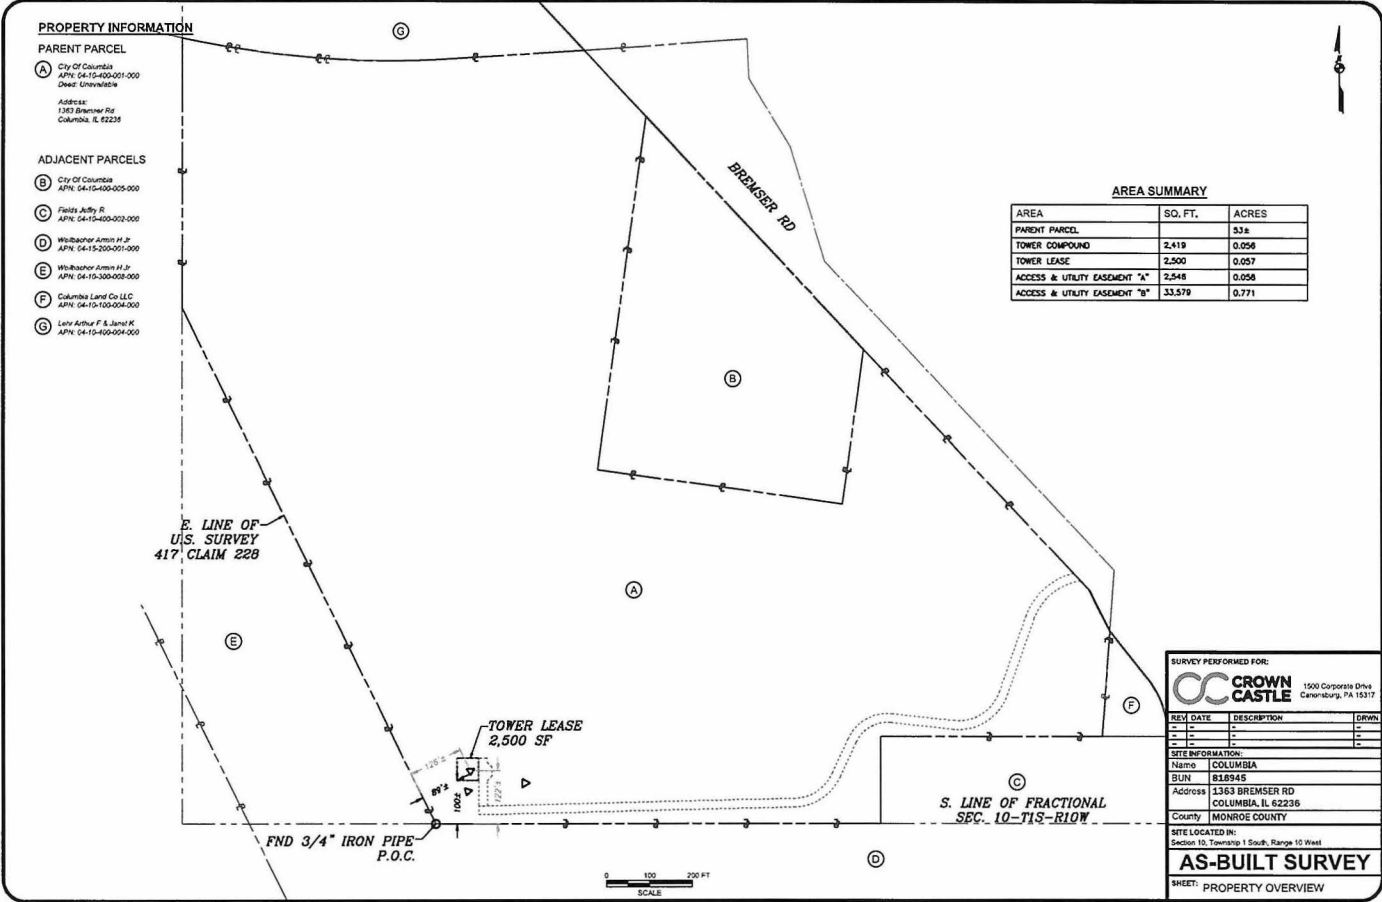 PROPERTY INFORMATION
PARENT PARCEL
A
City Of Columbia
APN: 04-10-400-001-000
Deed: Unavailable
Address:
1363 Bremser Rd
Columbia, IL 62236
ADJACENT PARCELS
B
City Of Columbia
APN: 04-10-400-005-000
C
Fields Jeffry R
APN: 04-10-400-002-000
D
Armin H Jr
APN: 04-15-200-001-000
E
Armin H Jr
APN: 04-10-300-008-000
F
Columbia Land Co LLC
APN: 04-10-100-004-000
G
Lehr Arthur F & Janet K
APN: 04-10-400-004-000
G
BREMSER RD
AREA SUMMARY
AREA SQ. FT. ACRES
PARENT PARCEL 53±
TOWER COMPOUND 2,419 0.056
TOWER LEASE 2,500 0.057
ACCESS & UTILITY EASEMENT "A" 2,546 0.058
ACCESS & UTILITY EASEMENT "B" 33,579 0.771
B
E. LINE OF
U.S. SURVEY
417 CLAIM 228
A
E
F
TOWER LEASE
2,500 SF
126'±
89'±
100'±
122'±
C
S. LINE OF FRACTIONAL
SEC. 10-T1S-R10W
FND 3/4" IRON PIPE
P.O.C.
D
0 100 200 FT
SCALE
SURVEY PERFORMED FOR:
CROWN
CASTLE
1500 Corporate Drive
Canonsburg, PA 15317
REV DATE DESCRIPTION DRWN
- - - -
- - - -
- - - -
SITE INFORMATION:
Name COLUMBIA
BUN 818945
Address 1363 BREMSER RD
COLUMBIA, IL 62236
County MONROE COUNTY
SITE LOCATED IN:
Section 10, Township 1 South, Range 10 West
AS-BUILT SURVEY
SHEET: PROPERTY OVERVIEW